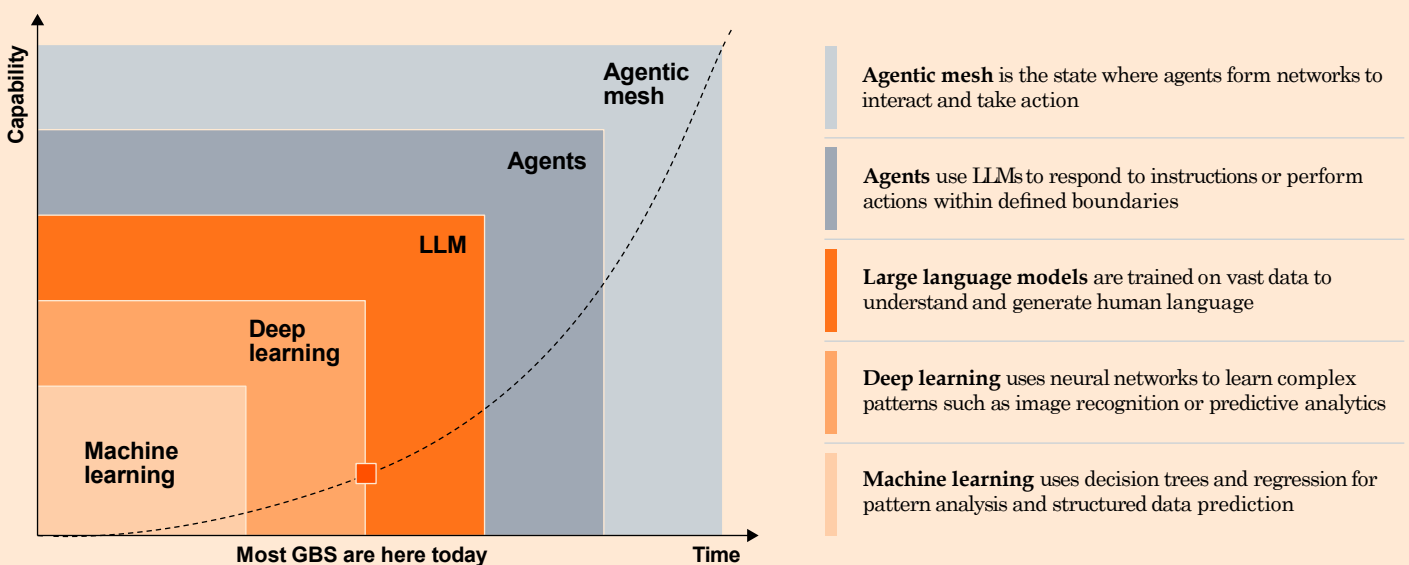 Capability
Agentic
mesh
Agents
LLM
Deep
learning
Machine
learning
Most GBS are here today
Time
Agentic mesh is the state where agents form networks to
interact and take action
Agents use LLMs to respond to instructions or perform
actions within defined boundaries
Large language models are trained on vast data to
understand and generate human language
Deep learning uses neural networks to learn complex
patterns such as image recognition or predictive analytics
Machine learning uses decision trees and regression for
pattern analysis and structured data prediction